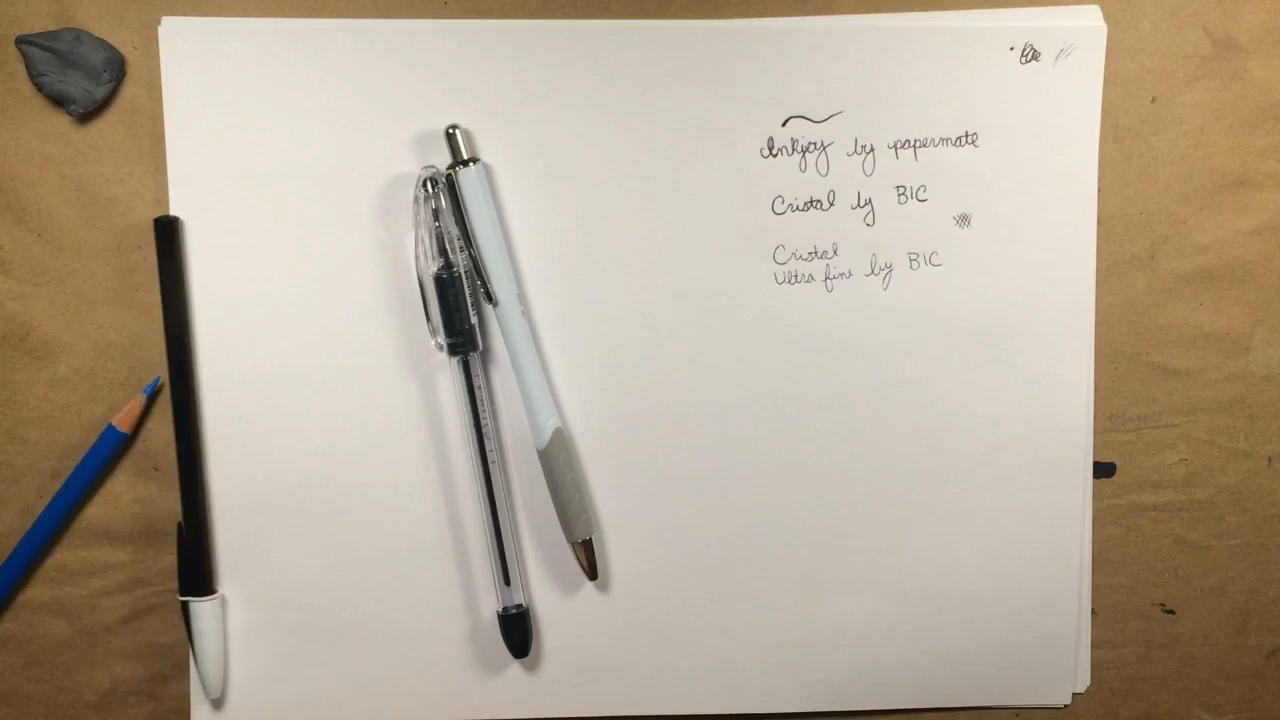 Inkjoy by papermate
Cristal by BIC
Cristal
Ultra fine by BIC